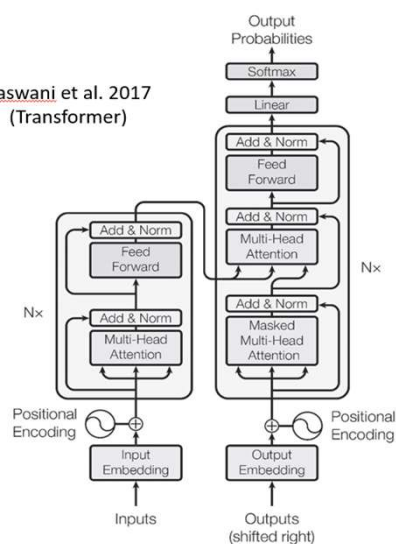 Output
Probabilities
Softmax
aswani et al. 2017
(Transformer)
Linear
Add & Norm
Feed
Forward
Add & Norm
Multi-Head
Attention
Add & Norm
Feed
Forward
Nx
Add & Norm
Masked
Multi-Head
Attention
Nx
Add & Norm
Multi-Head
Attention
Positional
Encoding
Positional
Encoding
Input
Embedding
Output
Embedding
Inputs
Outputs
(shifted right)